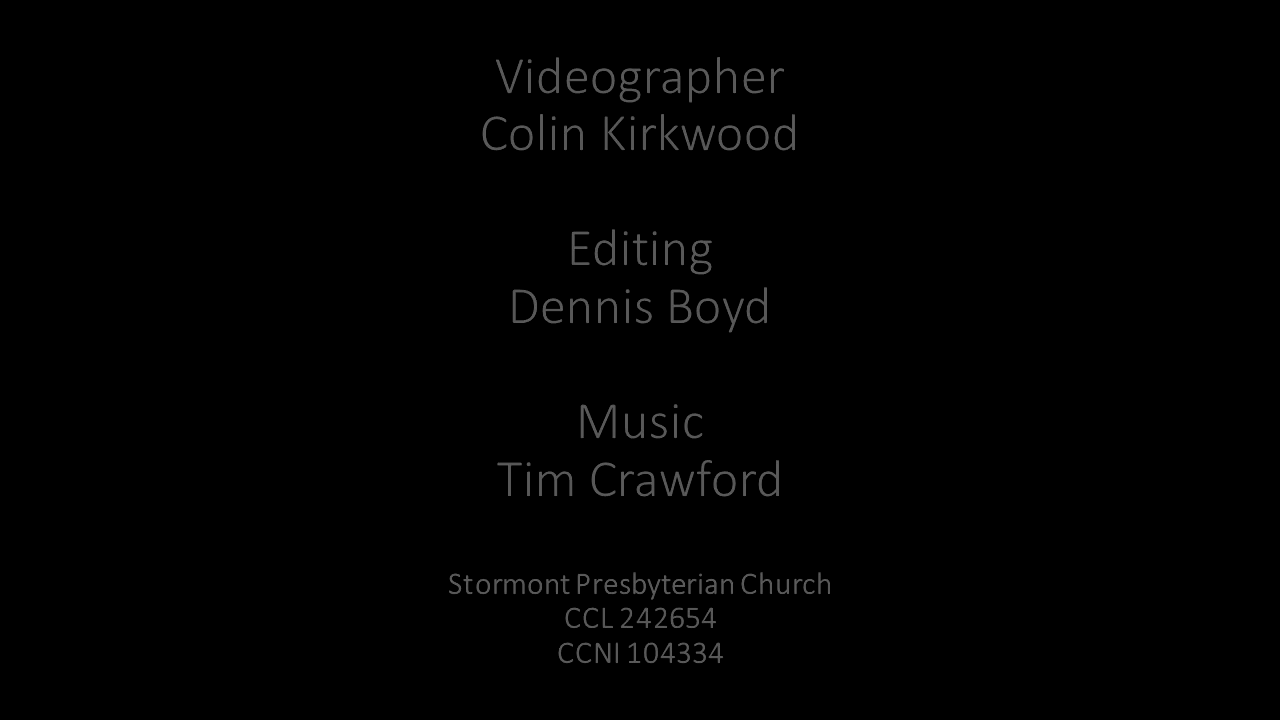 Videographer
Colin Kirkwood
Editing
Dennis Boyd
Music
Tim Crawford
Stormont Presbyterian Church
CCL 242654
CCNI 104334